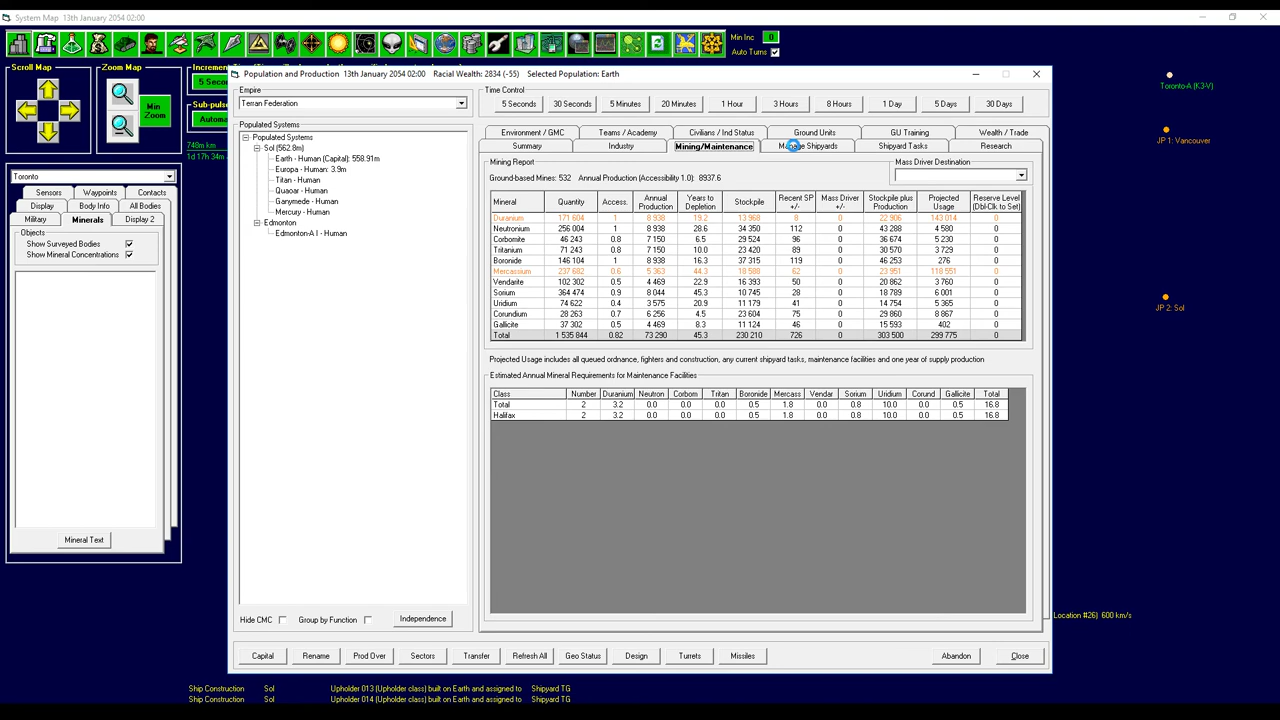 System Map  13th January 2054 02:00
Min Inc 0
Auto Turns
Scroll Map
Zoom Map
Min Zoom
5 Seco
Sub-pulse
Automa
748m km
1d 17h 34m
Toronto
Sensors Waypoints Contacts
Display Body Info All Bodies
Military Minerals Display 2
Objects
Show Surveyed Bodies
Show Mineral Concentrations
Mineral Text
Population and Production  13th January 2054 02:00  Racial Wealth: 2834 (-55)  Selected Population: Earth
Empire
Terran Federation
Time Control
5 Seconds 30 Seconds 5 Minutes 20 Minutes 1 Hour 3 Hours 8 Hours 1 Day 5 Days 30 Days
Populated Systems
Populated Systems
Sol (562.8m)
Earth - Human (Capital): 558.91m
Europa - Human: 3.9m
Titan - Human
Quaoar - Human
Ganymede - Human
Mercury - Human
Edmonton
Edmonton-A I - Human
Hide CMC
Group by Function
Independence
Environment / GMC Teams / Academy Civilians / Ind Status Ground Units GU Training Wealth / Trade
Summary Industry Mining/Maintenance Manage Shipyards Shipyard Tasks Research
Mining Report
Ground-based Mines: 532  Annual Production (Accessibility 1.0): 8937.6
Mass Driver Destination
Mineral Quantity Access. Annual Production Years to Depletion Stockpile Recent SP +/- Mass Driver +/- Stockpile plus Production Projected Usage Reserve Level (Dbl-Clk to Set)
Duranium 171 604 1 8 938 19.2 13 968 8 0 22 906 143 014 0
Neutronium 256 004 1 8 938 28.6 34 350 112 0 43 288 4 580 0
Corbomite 46 243 0.8 7 150 6.5 29 524 96 0 36 674 5 230 0
Tritanium 71 243 0.8 7 150 10.0 23 420 89 0 30 570 3 729 0
Boronide 146 104 1 8 938 16.3 37 315 119 0 46 253 276 0
Mercassium 237 682 0.6 5 363 44.3 18 588 62 0 23 951 118 551 0
Vendarite 102 302 0.5 4 469 22.9 16 393 50 0 20 862 3 760 0
Sorium 364 474 0.9 8 044 45.3 10 745 28 0 18 789 6 001 0
Uridium 74 622 0.4 3 575 20.9 11 179 41 0 14 754 5 365 0
Corundium 28 263 0.7 6 256 4.5 23 604 75 0 29 860 8 867 0
Gallicite 37 302 0.5 4 469 8.3 11 124 46 0 15 593 402 0
Total 1 535 844 0.82 73 290 45.3 230 210 726 0 303 500 299 775
Projected Usage includes all queued ordnance, fighters and construction, any current shipyard tasks, maintenance facilities and one year of supply production
Estimated Annual Mineral Requirements for Maintenance Facilities
Class Number Duranium Neutron Corbom Tritan Boronide Mercass Vendar Sorium Uridium Corund Gallicite Total
Total 2 3.2 0.0 0.0 0.0 0.5 1.8 0.0 0.8 10.0 0.0 0.5 16.8
Halifax 2 3.2 0.0 0.0 0.0 0.5 1.8 0.0 0.8 10.0 0.0 0.5 16.8
Capital Rename Prod Over Sectors Transfer Refresh All Geo Status Design Turrets Missiles Abandon Close
Toronto-A (K3-V)
JP 1: Vancouver
JP 2: Sol
Location #26) 600 km/s
Ship Construction Sol Upholder 013 (Upholder class) built on Earth and assigned to Shipyard TG
Ship Construction Sol Upholder 014 (Upholder class) built on Earth and assigned to Shipyard TG